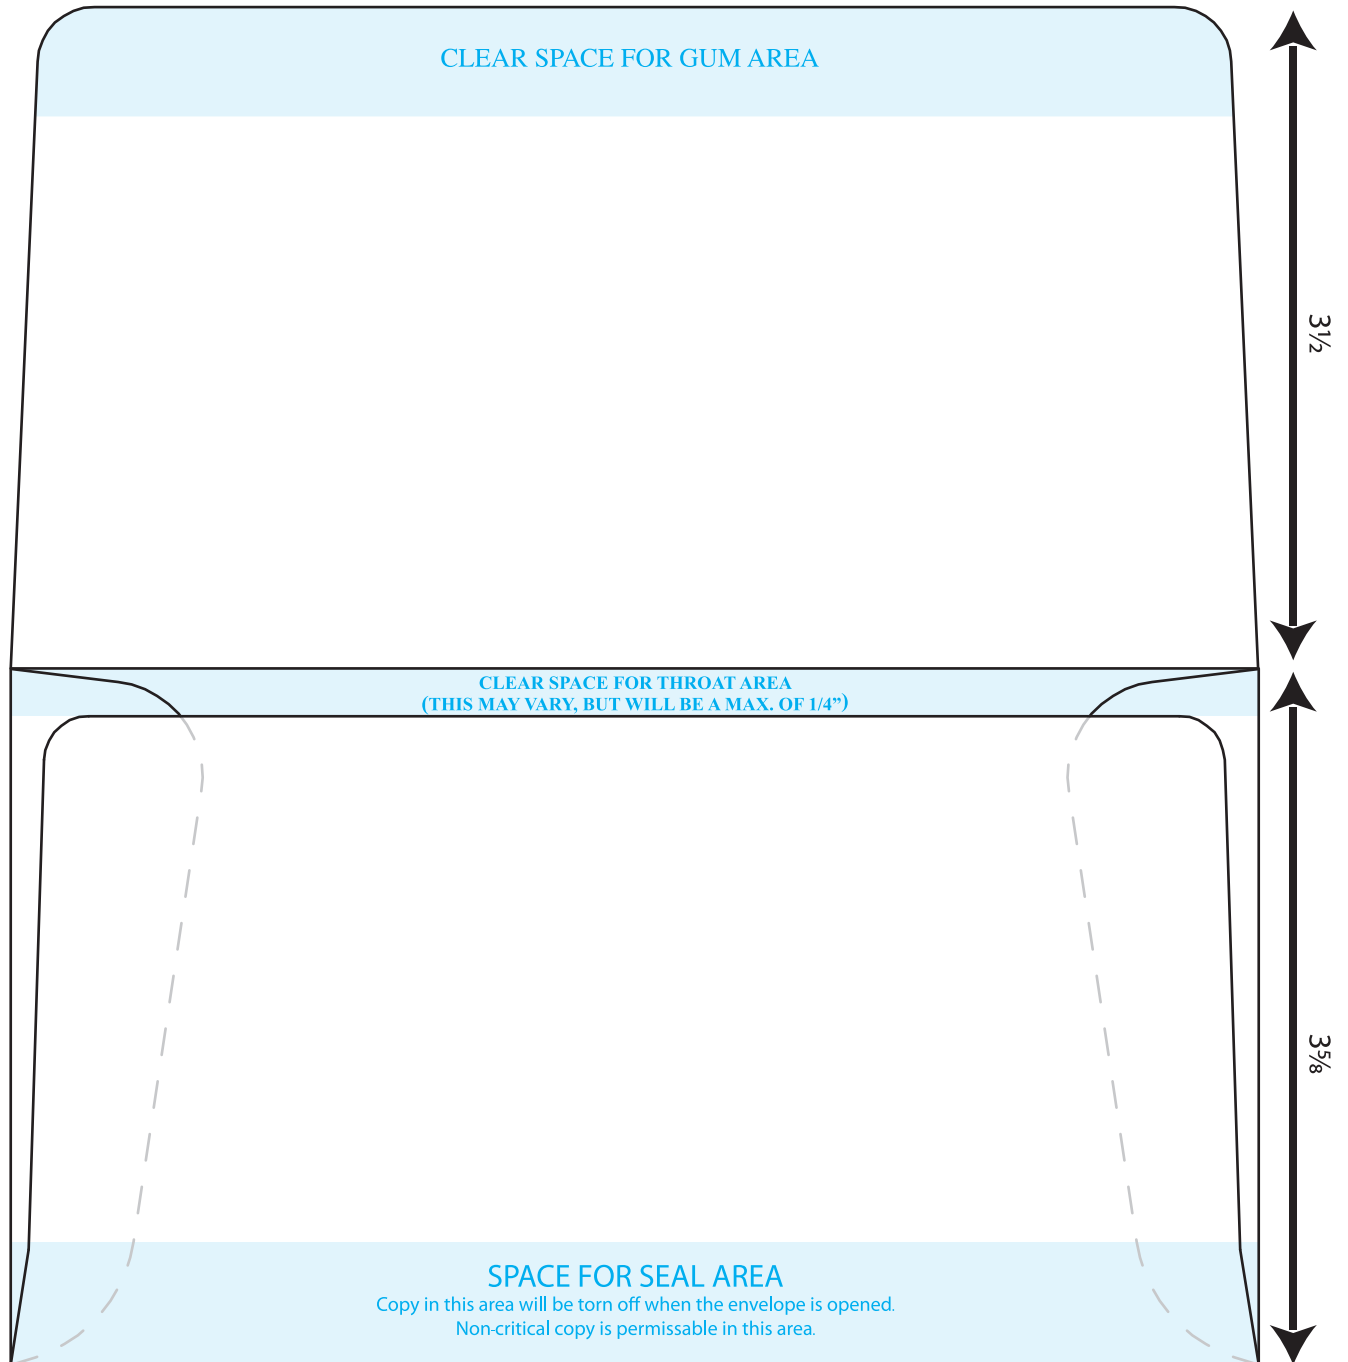 CLEAR SPACE FOR GUM AREA
3½
CLEAR SPACE FOR THROAT AREA
(THIS MAY VARY, BUT WILL BE A MAX. OF 1/4”)
3⅝
SPACE FOR SEAL AREA
Copy in this area will be torn off when the envelope is opened.
Non-critical copy is permissable in this area.